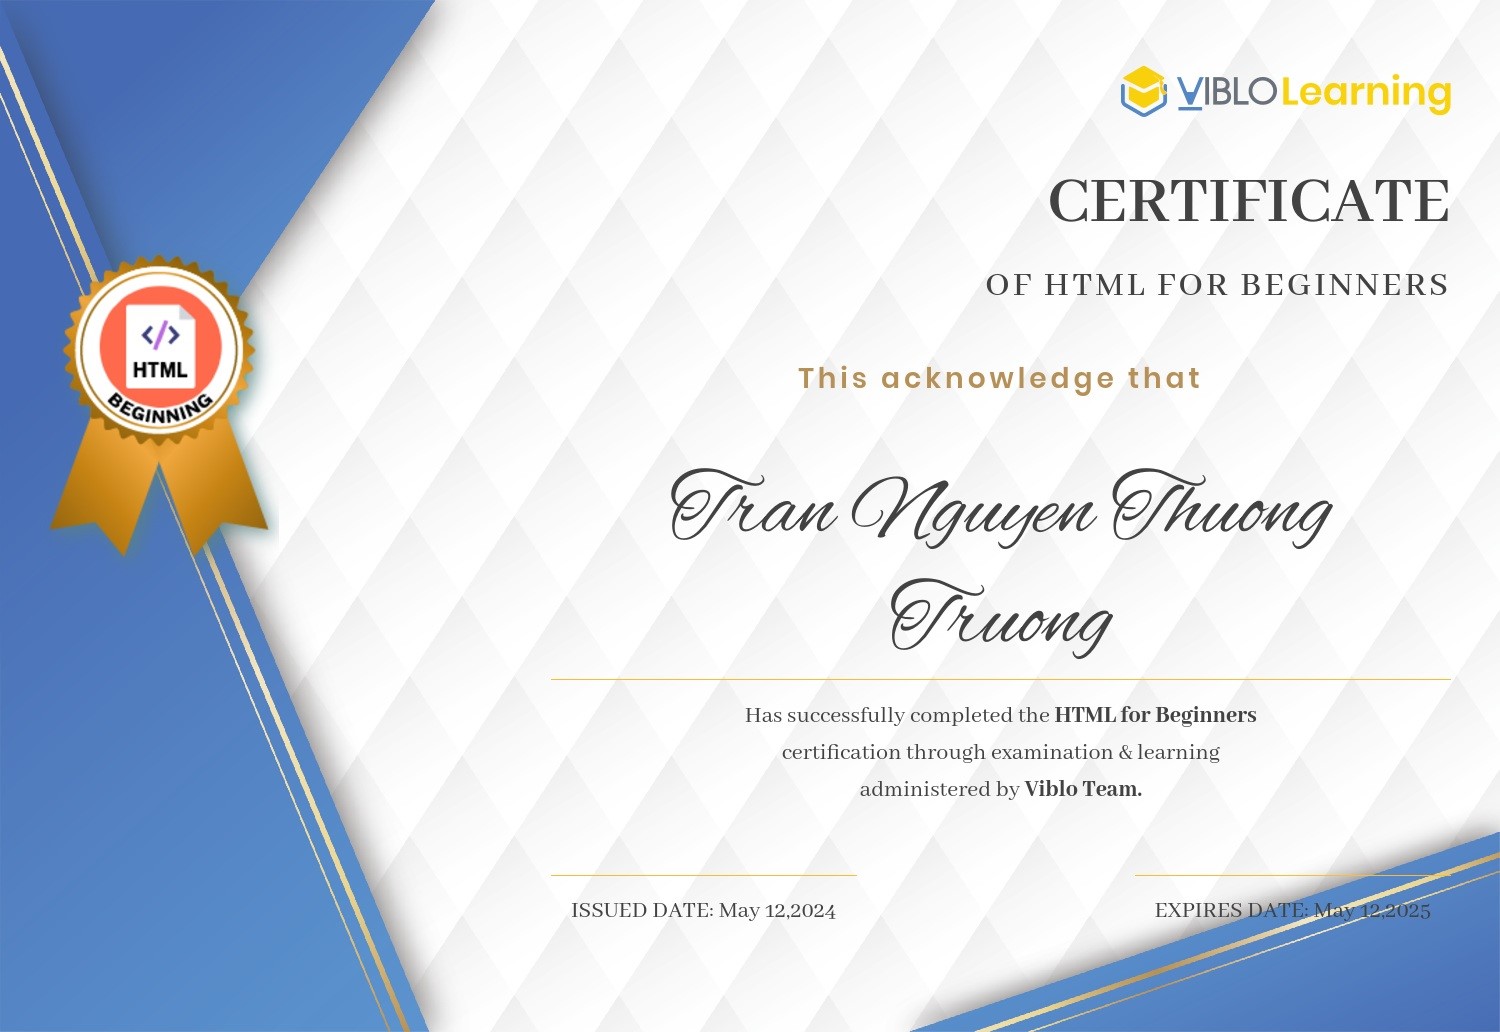 VIBLO Learning
CERTIFICATE
OF HTML FOR BEGINNERS
</>
HTML
BEGINNING
This acknowledge that
Tran Nguyen Thuong
Truong
Has successfully completed the HTML for Beginners
certification through examination & learning
administered by Viblo Team.
ISSUED DATE: May 12,2024
EXPIRES DATE: May 12,2025